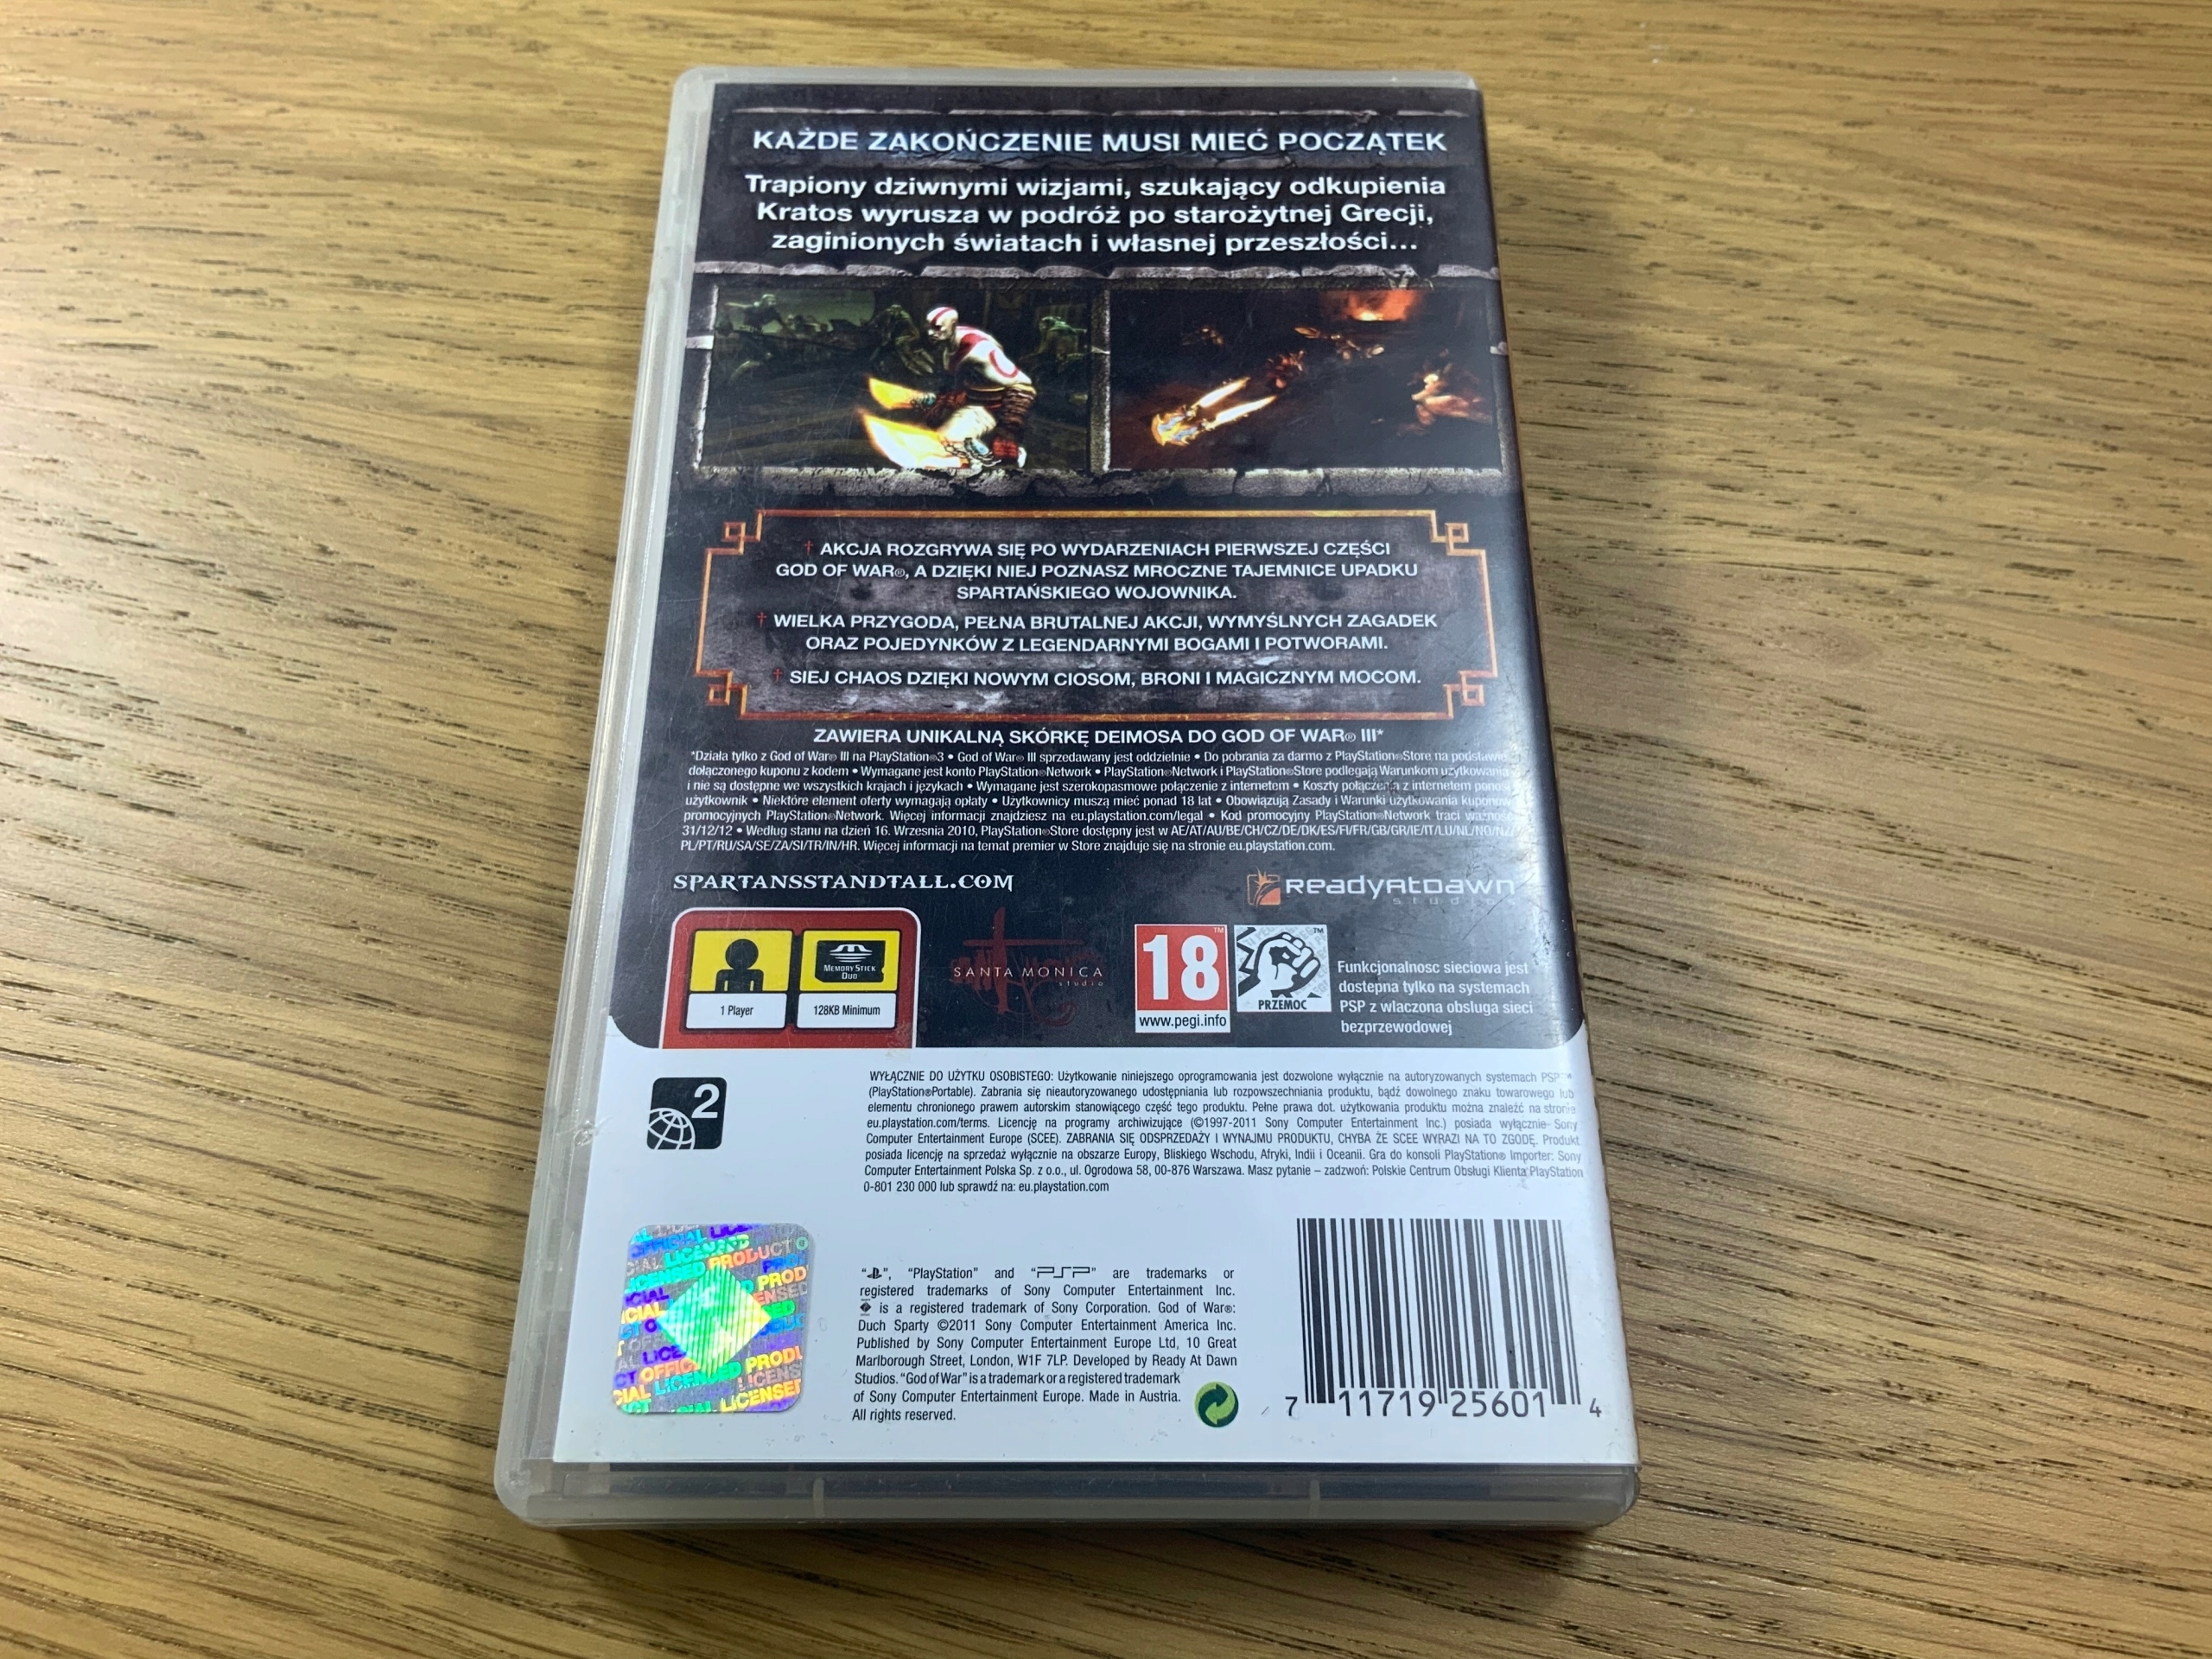 KAŻDE ZAKOŃCZENIE MUSI MIEĆ POCZĄTEK
Trapiony dziwnymi wizjami, szukający odkupienia
Kratos wyrusza w podróż po starożytnej Grecji,
zaginionych światach i własnej przeszłości...
† AKCJA ROZGRYWA SIĘ PO WYDARZENIACH PIERWSZEJ CZĘŚCI
GOD OF WAR®, A DZIĘKI NIEJ POZNASZ MROCZNE TAJEMNICE UPADKU
SPARTAŃSKIEGO WOJOWNIKA.
† WIELKA PRZYGODA, PEŁNA BRUTALNEJ AKCJI, WYMYŚLNYCH ZAGADEK
ORAZ POJEDYNKÓW Z LEGENDARNYMI BOGAMI I POTWORAMI.
† SIEJ CHAOS DZIĘKI NOWYM CIOSOM, BRONI I MAGICZNYM MOCOM.
ZAWIERA UNIKALNĄ SKÓRKĘ DEIMOSA DO GOD OF WAR® III*
*Działa tylko z God of War® III na PlayStation®3 • God of War® III sprzedawany jest oddzielnie • Do pobrania za darmo z PlayStation®Store na podstawie
dołączonego kuponu z kodem • Wymagane jest konto PlayStation®Network • PlayStation®Network i PlayStation®Store podlegają Warunkom użytkowania
i nie są dostępne we wszystkich krajach i językach • Wymagane jest szerokopasmowe połączenie z internetem • Koszty połączenia z internetem ponosi
użytkownik • Niektóre element oferty wymagają opłaty • Użytkownicy muszą mieć ponad 18 lat • Obowiązują Zasady i Warunki użytkowania kuponów
promocyjnych PlayStation®Network. Więcej informacji znajdziesz na eu.playstation.com/legal • Kod promocyjny PlayStation®Network traci ważność
31/12/12 • Według stanu na dzień 16. Wrzesnia 2010, PlayStation®Store dostępny jest w AE/AT/AU/BE/CH/CZ/DE/DK/ES/FI/FR/GB/GR/IE/IT/LU/NL/NO/NZ/
PL/PT/RU/SA/SE/ZA/SI/TR/IN/HR. Więcej informacji na temat premier w Store znajduje się na stronie eu.playstation.com.
SPARTANSSTANDTALL.COM
READY AT DAWN
studios
1 Player
MEMORY STICK
DUO
128KB Minimum
SANTA MONICA
studio
18
www.pegi.info
PRZEMOC
Funkcjonalnosc sieciowa jest
dostepna tylko na systemach
PSP z wlaczona obsluga sieci
bezprzewodowej
2
WYŁĄCZNIE DO UŻYTKU OSOBISTEGO: Użytkowanie niniejszego oprogramowania jest dozwolone wyłącznie na autoryzowanych systemach PSP™
(PlayStation®Portable). Zabrania się nieautoryzowanego udostępniania lub rozpowszechniania produktu, bądź dowolnego znaku towarowego lub
elementu chronionego prawem autorskim stanowiącego część tego produktu. Pełne prawa dot. użytkowania produktu można znaleźć na stronie
eu.playstation.com/terms. Licencję na programy archiwizujące (©1997-2011 Sony Computer Entertainment Inc.) posiada wyłącznie Sony
Computer Entertainment Europe (SCEE). ZABRANIA SIĘ ODSPRZEDAŻY I WYNAJMU PRODUKTU, CHYBA ŻE SCEE WYRAZI NA TO ZGODĘ. Produkt
posiada licencję na sprzedaż wyłącznie na obszarze Europy, Bliskiego Wschodu, Afryki, Indii i Oceanii. Gra do konsoli PlayStation® Importer: Sony
Computer Entertainment Polska Sp. z o.o., ul. Ogrodowa 58, 00-876 Warszawa. Masz pytanie – zadzwoń: Polskie Centrum Obsługi Klienta PlayStation
0-801 230 000 lub sprawdź na: eu.playstation.com
OFFICIAL LICENSED PRODUCT
“PS”, “PlayStation” and “PSP” are trademarks or
registered trademarks of Sony Computer Entertainment Inc.
is a registered trademark of Sony Corporation. God of War®:
Duch Sparty ©2011 Sony Computer Entertainment America Inc.
Published by Sony Computer Entertainment Europe Ltd, 10 Great
Marlborough Street, London, W1F 7LP. Developed by Ready At Dawn
Studios. “God of War” is a trademark or a registered trademark
of Sony Computer Entertainment Europe. Made in Austria.
All rights reserved.
7 11719 25601 4